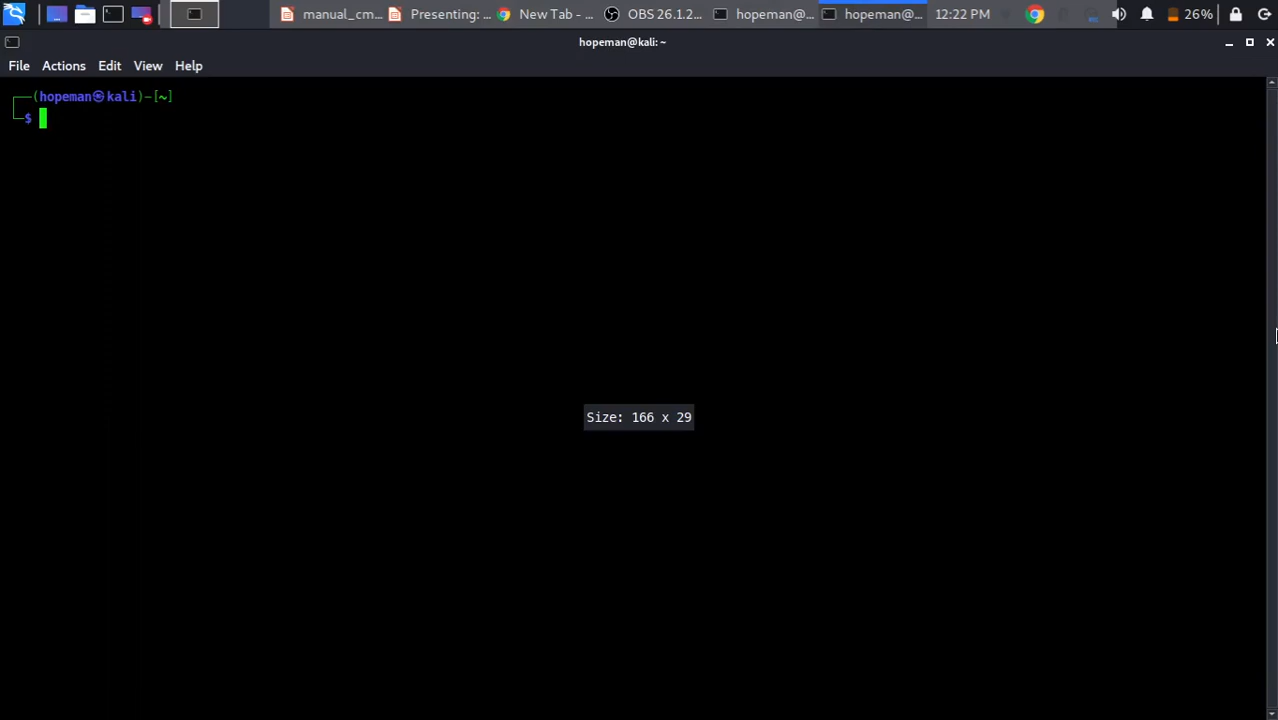 manual_cm... Presenting: ... New Tab - ... OBS 26.1.2... hopeman@... hopeman@... 12:22 PM 26%
hopeman@kali: ~
File Actions Edit View Help
┌──(hopeman㉿kali)-[~]
└─$
Size: 166 x 29